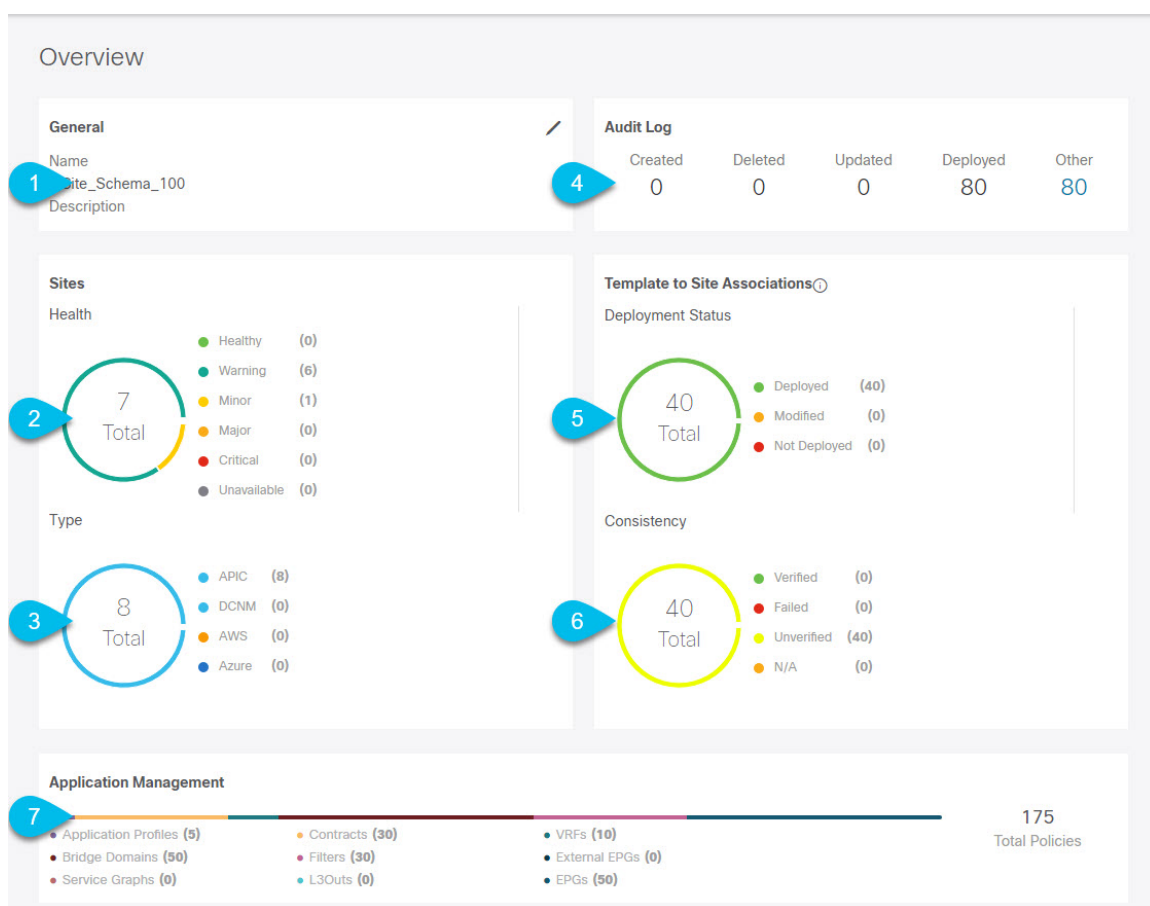 Overview
General
Name
1
Site_Schema_100
Description
Audit Log
Created Deleted Updated Deployed Other
4
0 0 0 80 80
Sites
Health
2
7
Total
Healthy (0)
Warning (6)
Minor (1)
Major (0)
Critical (0)
Unavailable (0)
Type
3
8
Total
APIC (8)
DCNM (0)
AWS (0)
Azure (0)
Template to Site Associations
Deployment Status
5
40
Total
Deployed (40)
Modified (0)
Not Deployed (0)
Consistency
6
40
Total
Verified (0)
Failed (0)
Unverified (40)
N/A (0)
Application Management
7
Application Profiles (5) Contracts (30) VRFs (10)
Bridge Domains (50) Filters (30) External EPGs (0)
Service Graphs (0) L3Outs (0) EPGs (50)
175
Total Policies